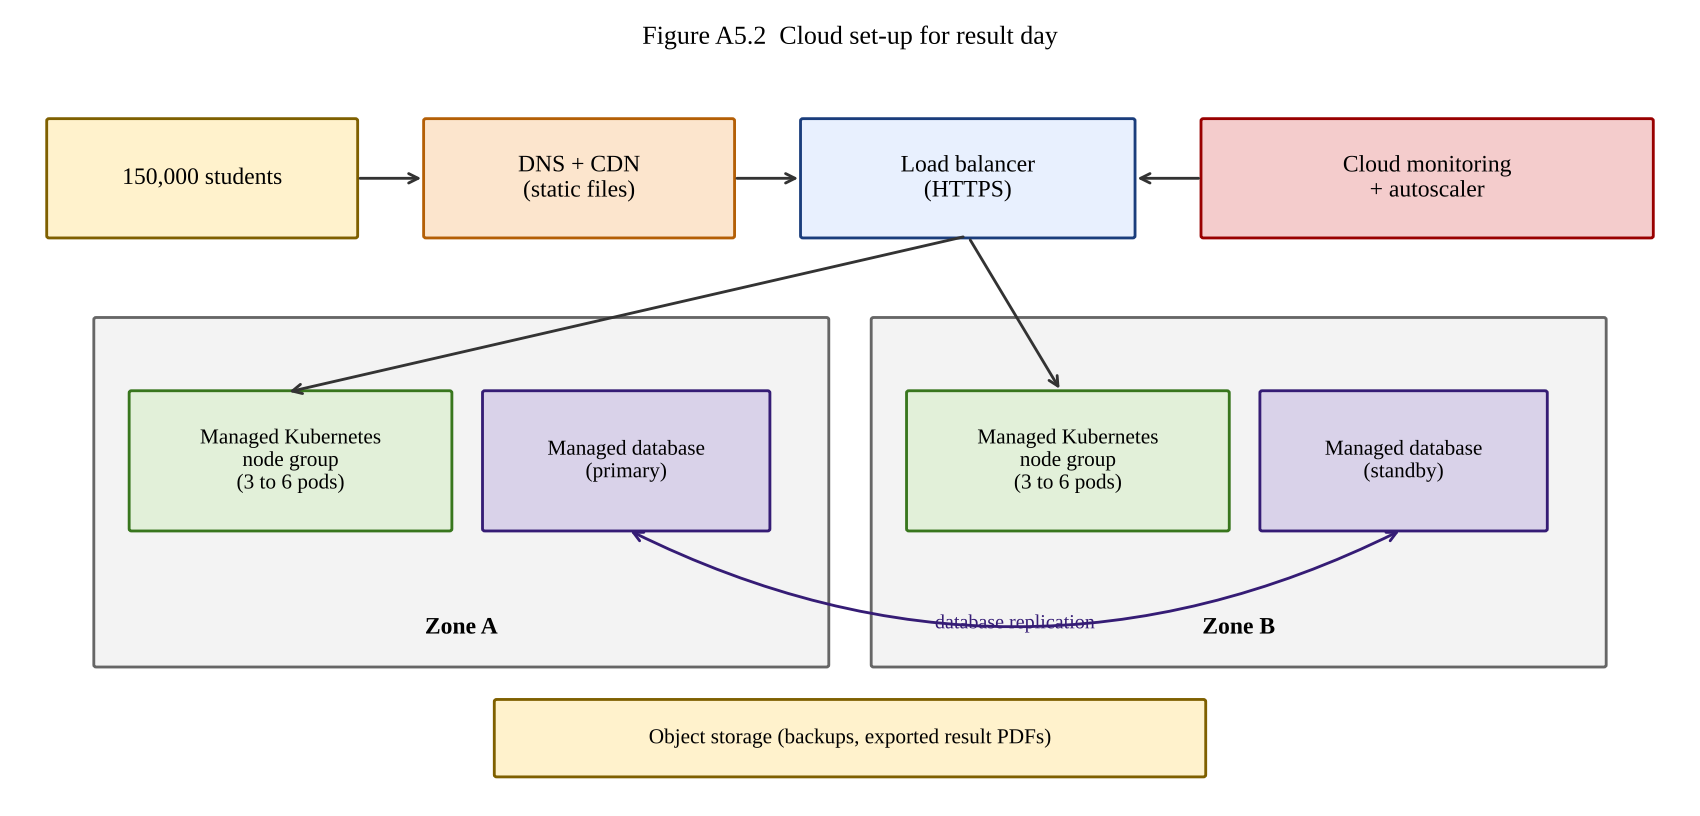 Figure A5.2  Cloud set-up for result day
150,000 students
DNS + CDN
(static files)
Load balancer
(HTTPS)
Cloud monitoring
+ autoscaler
Managed Kubernetes
node group
(3 to 6 pods)
Managed database
(primary)
Managed Kubernetes
node group
(3 to 6 pods)
Managed database
(standby)
database replication
Zone A
Zone B
Object storage (backups, exported result PDFs)